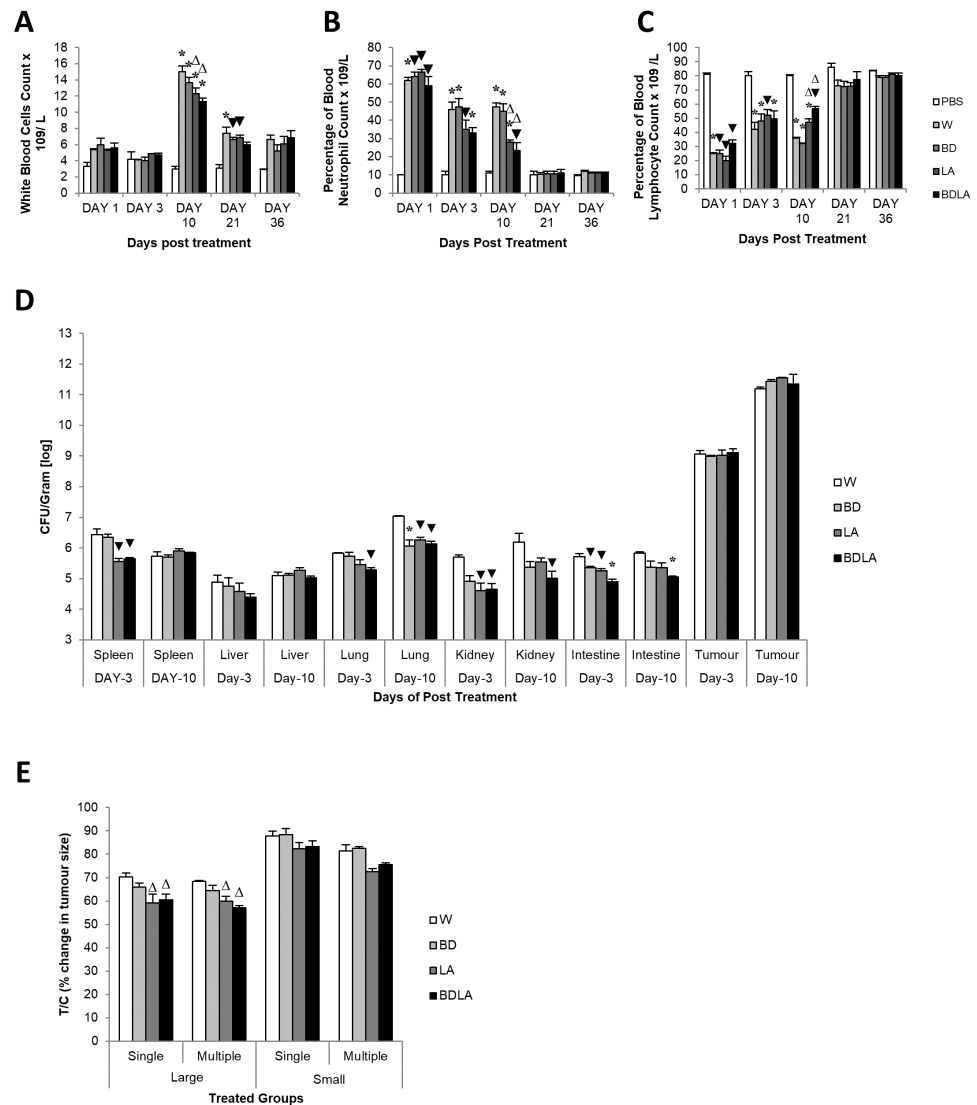 A
White Blood Cells Count x
109/ L
18
16
14
12
10
8
6
4
2
0
* * Δ * Δ *
* ▼ ▼
DAY 1 DAY 3 DAY 10 DAY 21 DAY 36
Days post treatment
B
Percentage of Blood
Neutrophil Count x 109/L
80
70
60
50
40
30
20
10
0
* ▼ ▼ ▼
* * ▼ *
* * Δ * Δ ▼
DAY 1 DAY 3 DAY 10 DAY 21 DAY 36
Days Post Treatment
C
Percentage of Blood
Lymphocyte Count x 109 /L
100
90
80
70
60
50
40
30
20
10
0
* ▼ ▼ ▼
* * ▼ *
* * Δ * Δ ▼
DAY 1 DAY 3 DAY 10 DAY 21 DAY 36
Days Post Treatment
PBS
W
BD
LA
BDLA
D
CFU/Gram [log]
13
12
11
10
9
8
7
6
5
4
3
▼ ▼ ▼ * ▼ ▼ ▼ ▼ ▼ ▼ ▼ * *
Spleen Spleen Liver Liver Lung Lung Kidney Kidney Intestine Intestine Tumour Tumour
DAY-3 DAY-10 Day-3 Day-10 Day-3 Day-10 Day-3 Day-10 Day-3 Day-10 Day-3 Day-10
Days of Post Treatment
W
BD
LA
BDLA
E
T/C (% change in tumour size)
100
90
80
70
60
50
40
30
20
10
0
Δ Δ Δ Δ
Single Multiple Single Multiple
Large Small
Treated Groups
W
BD
LA
BDLA